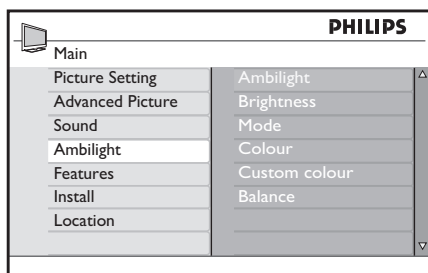 PHILIPS
Main
Picture Setting
Advanced Picture
Sound
Ambilight
Features
Install
Location
Ambilight
Brightness
Mode
Colour
Custom colour
Balance